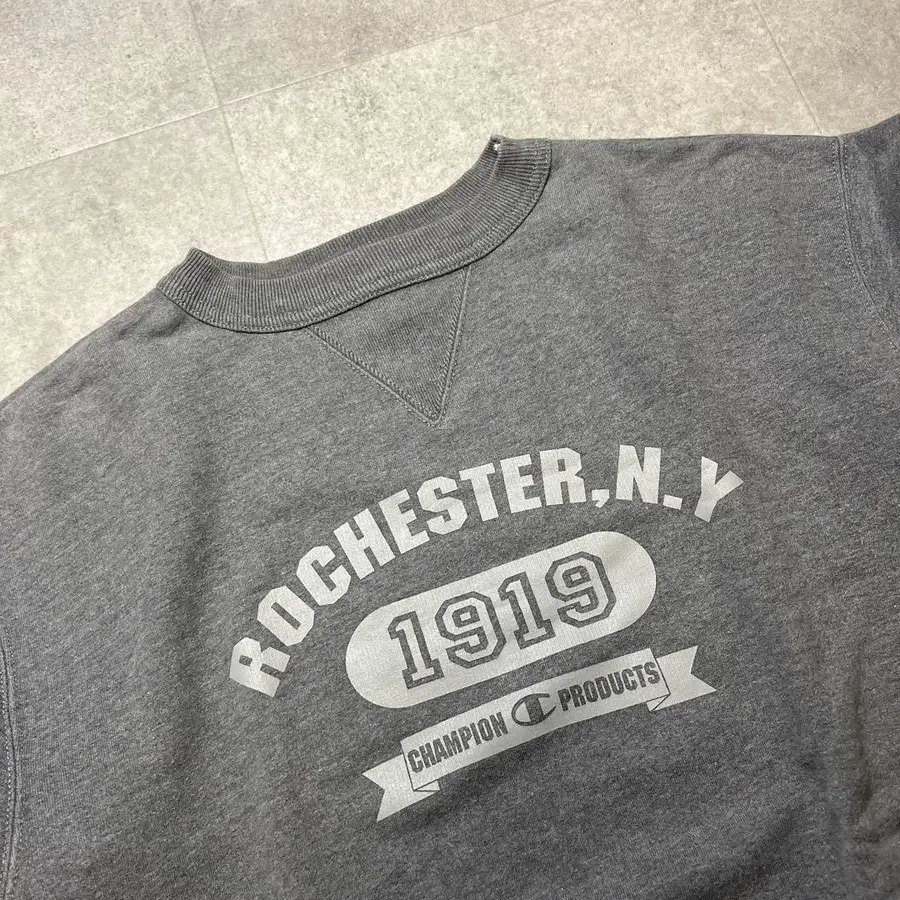 ROCHESTER, N.Y
1919
CHAMPION C PRODUCTS